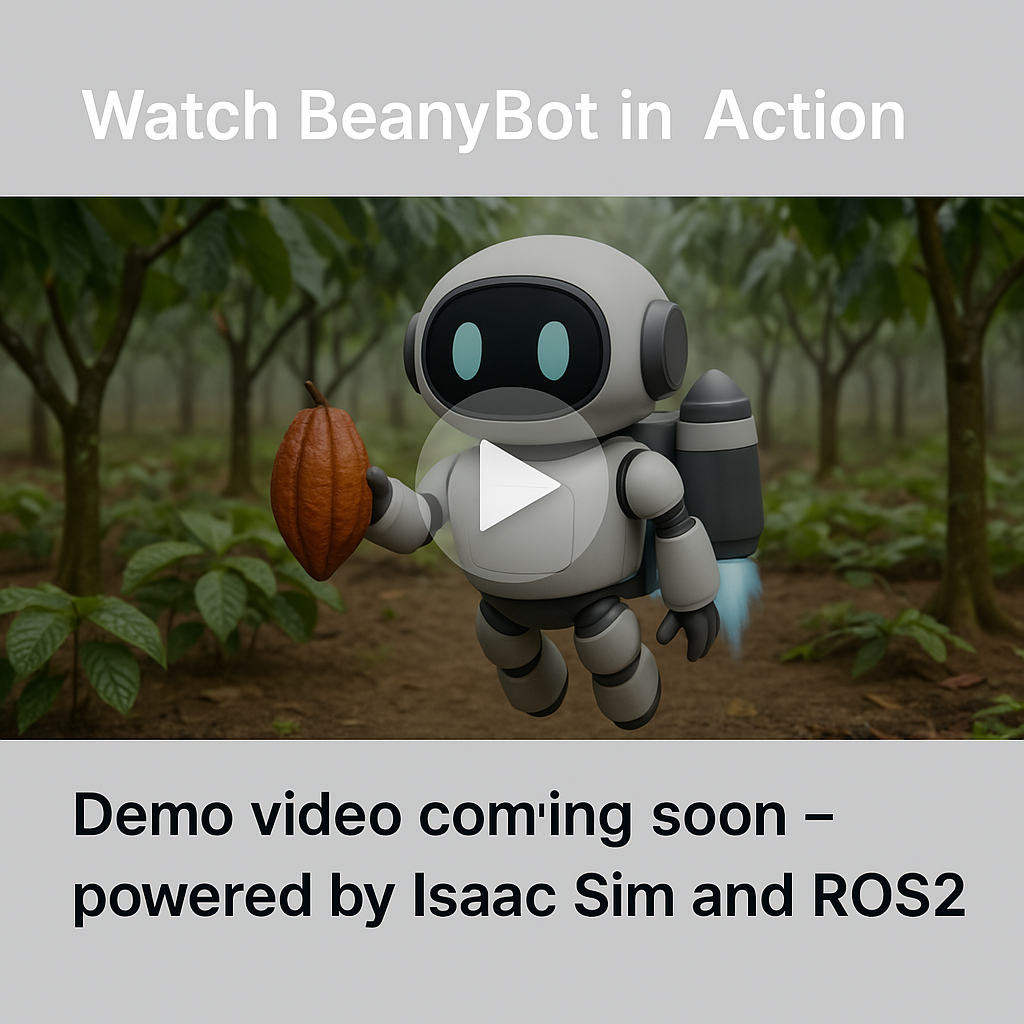 Watch BeanyBot in Action
Demo video com'ing soon –
powered by Isaac Sim and ROS2